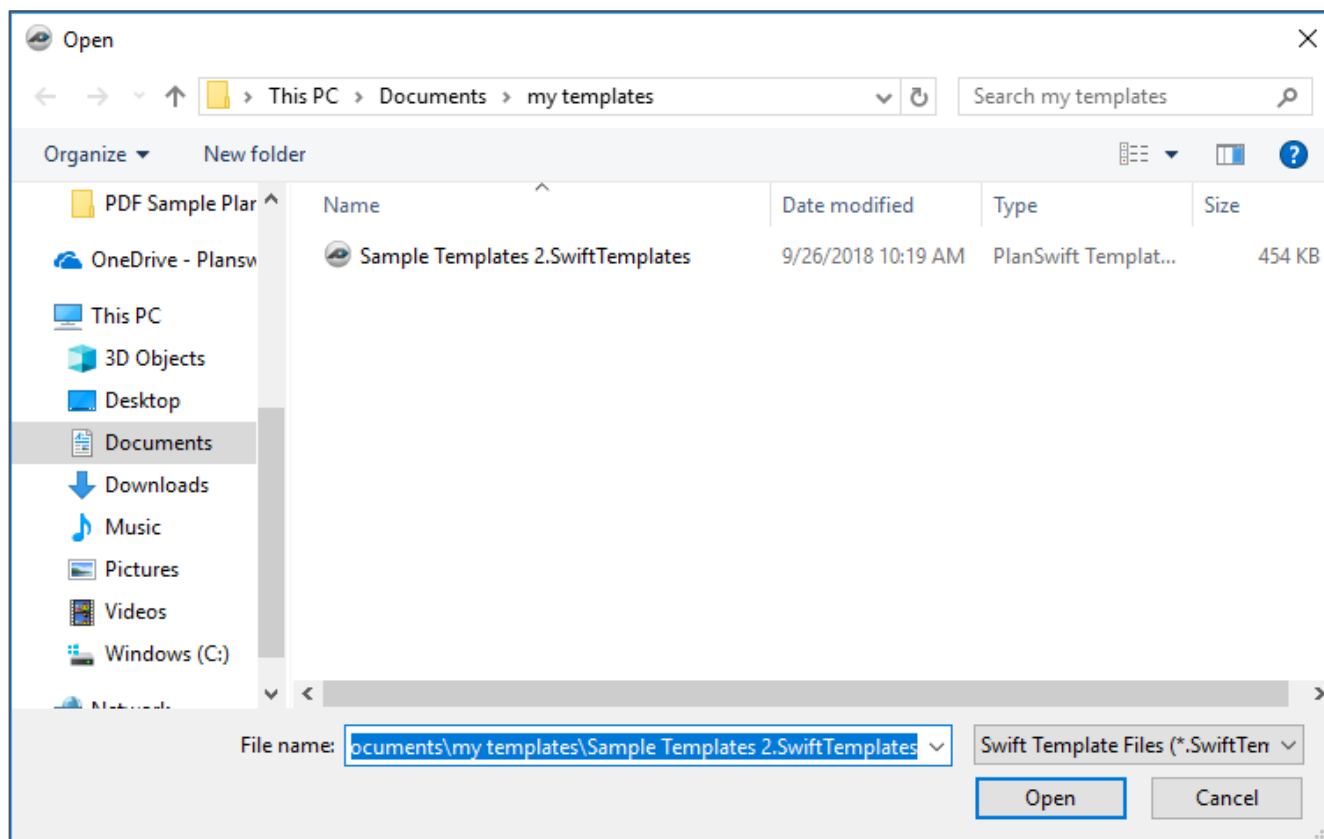 Open
This PC > Documents > my templates
Search my templates
Organize
New folder
Name
Date modified
Type
Size
Sample Templates 2.SwiftTemplates
9/26/2018 10:19 AM
PlanSwift Templat...
454 KB
PDF Sample Plar
OneDrive - Plansw
This PC
3D Objects
Desktop
Documents
Downloads
Music
Pictures
Videos
Windows (C:)
File name:
ocuments\my templates\Sample Templates 2.SwiftTemplates
Swift Template Files (*.SwiftTen
Open
Cancel